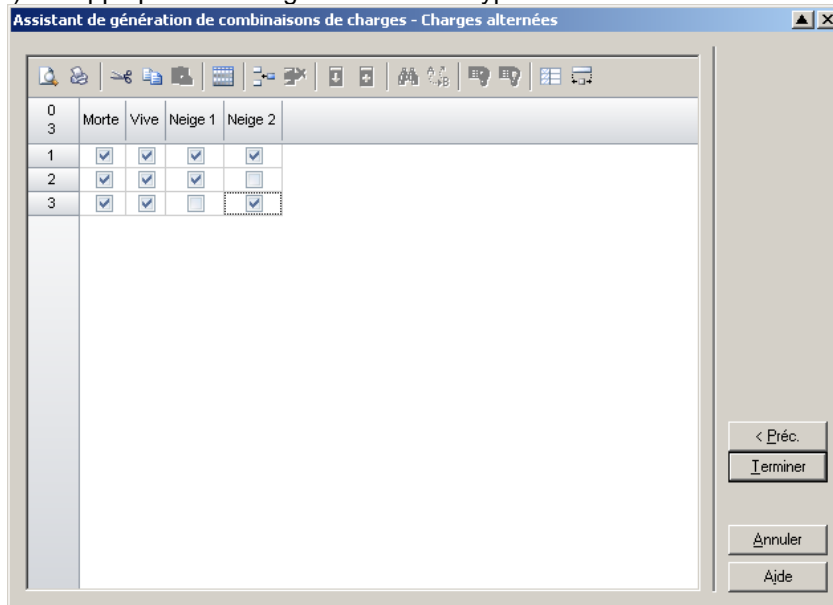 Assistant de génération de combinaisons de charges - Charges alternées
0
3
Morte Vive Neige 1 Neige 2
1
2
3
< Préc.
Terminer
Annuler
Aide